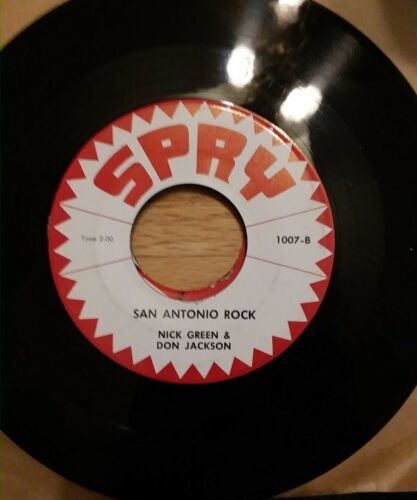 SPRY
Time 2:00
1007-B
SAN ANTONIO ROCK
NICK GREEN &
DON JACKSON